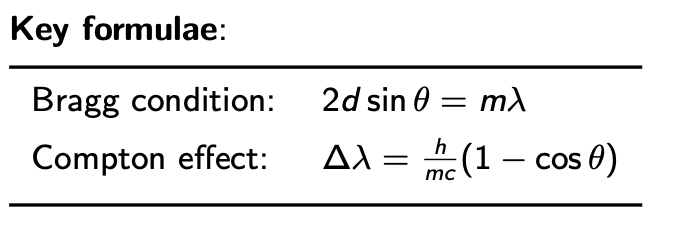 Key formulae:
Bragg condition: 2d sin θ = mλ
Compton effect: Δλ = h/mc (1 − cos θ)